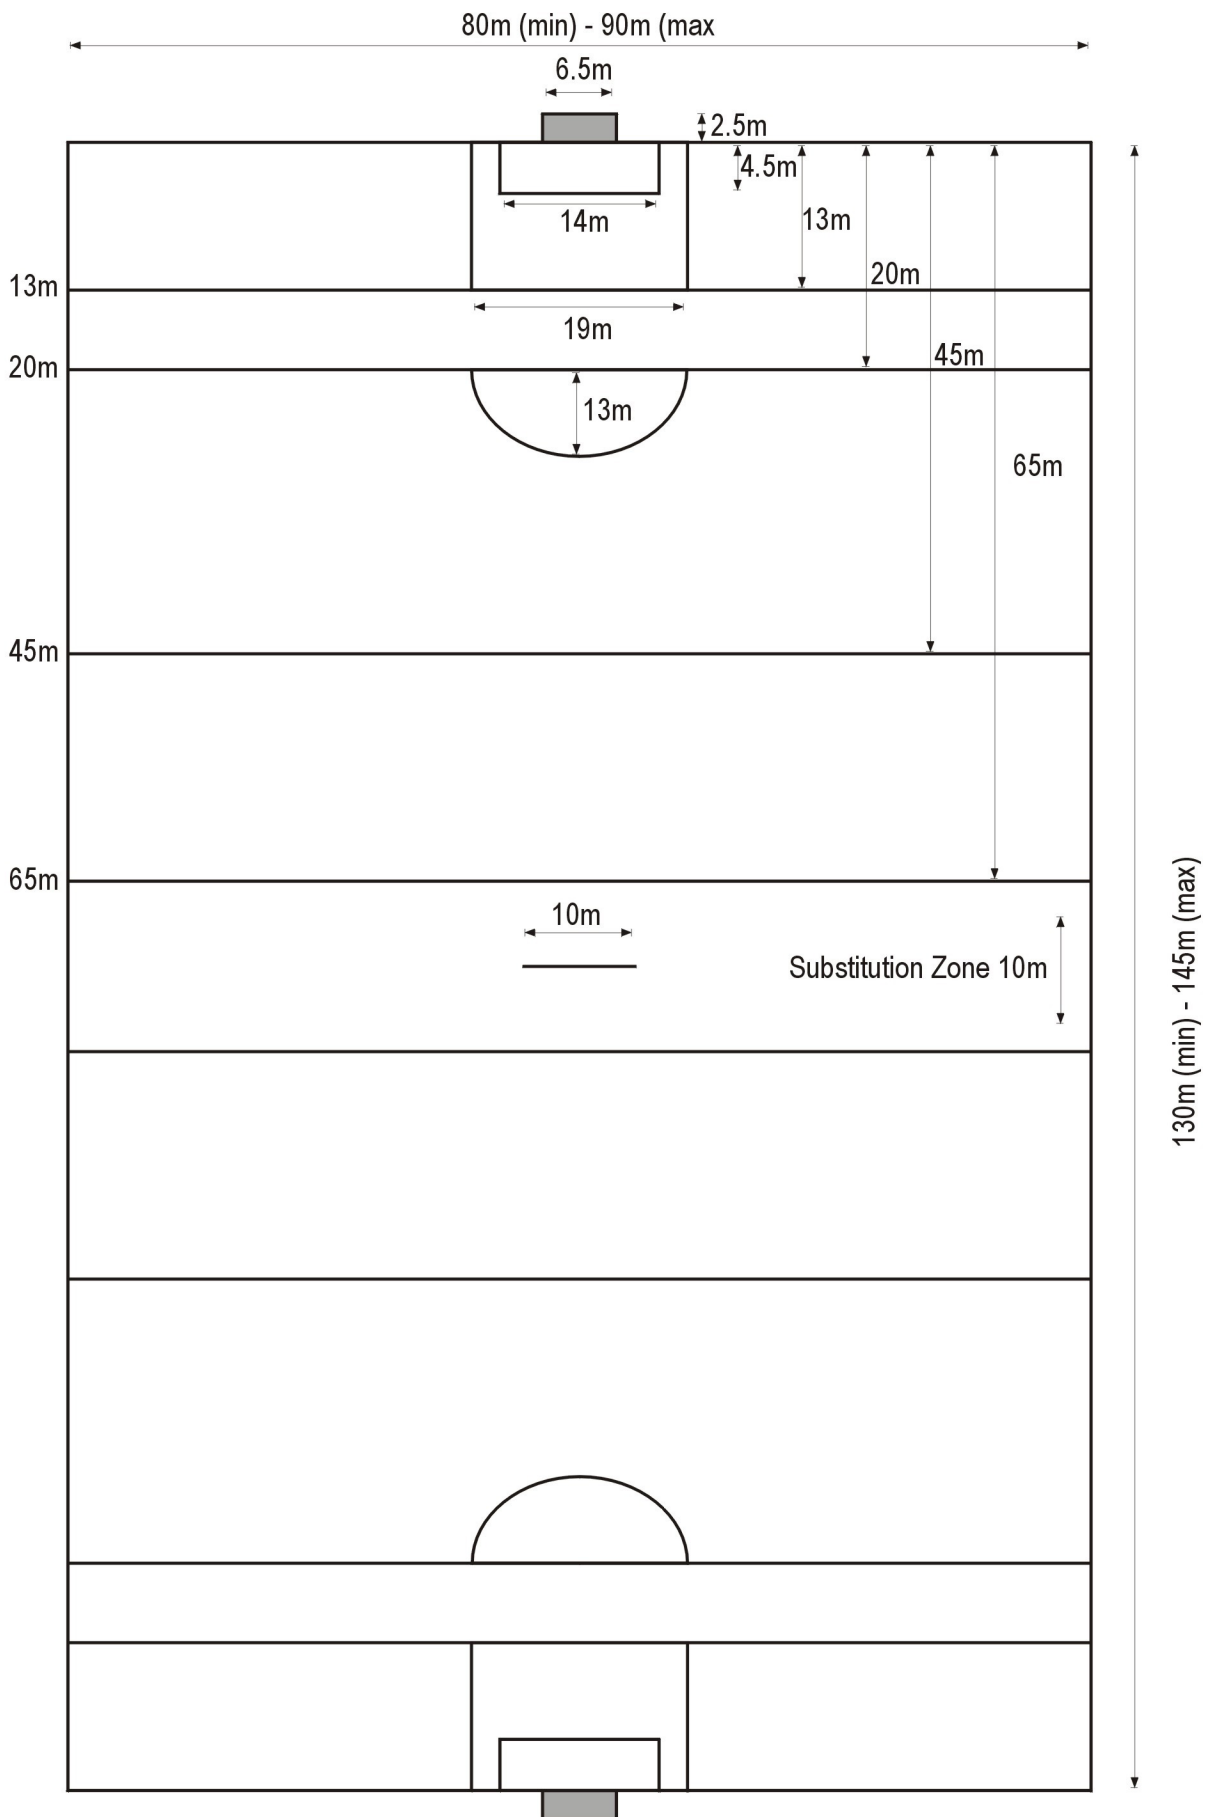 80m (min) - 90m (max
6.5m
2.5m
4.5m
14m
13m
13m
20m
19m
20m
45m
13m
65m
45m
65m
10m
Substitution Zone 10m
130m (min) - 145m (max)